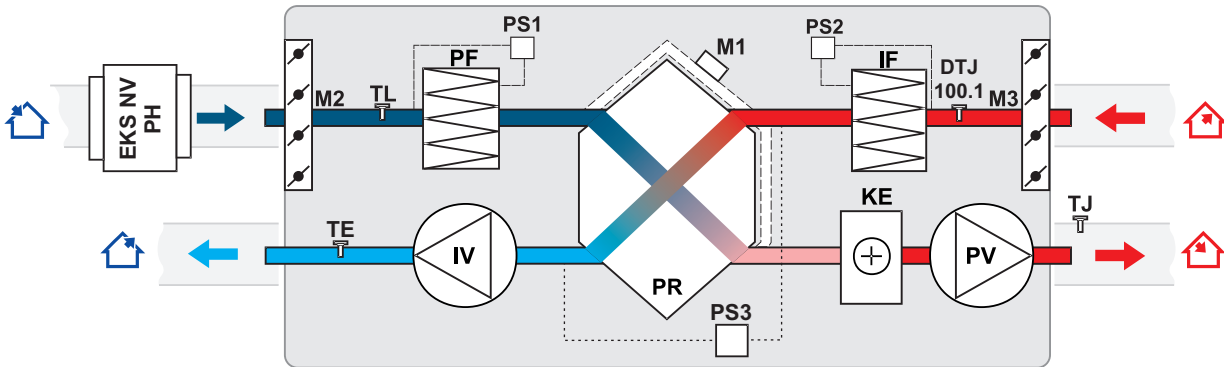 PS1
PS2
M1
PF
IF
DTJ
100.1
M2
TL
M3
EKS NV
PH
KE
TJ
TE
IV
PR
PV
PS3